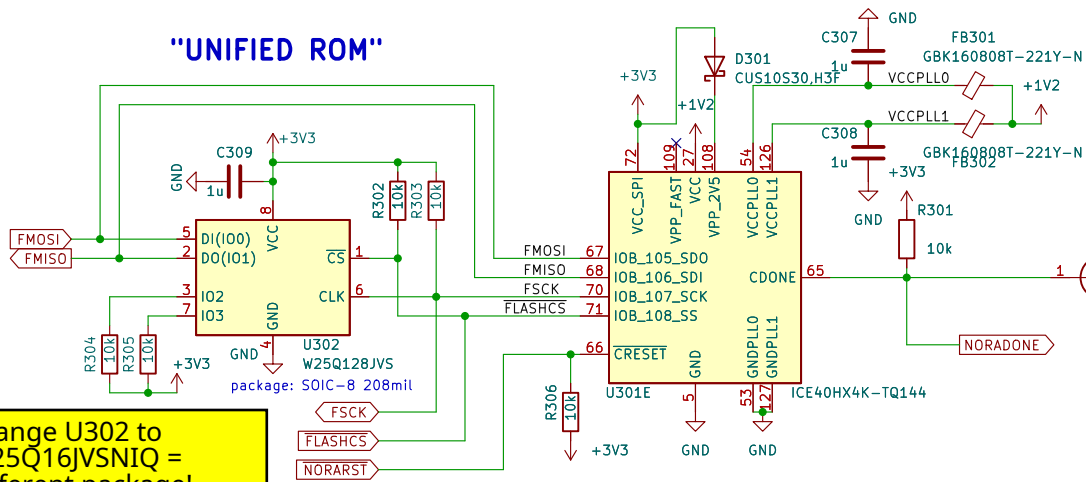 "UNIFIED ROM"
GND
C307
1u
FB301
GBK160808T-221Y-N
VCCPLL0
+1V2
VCCPLL1
C308
1u
GBK160808T-221Y-N
FB302
GND
D301
CUS10S30,H3F
+3V3
+1V2
72
109
27
108
54
126
VCC_SPI
VPP_FAST
VCC
VPP_2V5
VCCPLL0
VCCPLL1
+3V3
R301
10k
+3V3
C309
1u
GND
R302
10k
R303
10k
8
VCC
FMOSI
5
DI(IO0)
FMISO
2
DO(IO1)
CS
1
3
IO2
CLK
6
7
IO3
GND
4
GND
U302
W25Q128JVS
package: SOIC-8 208mil
R304
10k
R305
10k
+3V3
FMOSI
67
IOB_105_SDO
FMISO
68
IOB_106_SDI
FSCK
70
IOB_107_SCK
FLASHCS
71
IOB_108_SS
66
CRESET
CDONE
65
1
NORADONE
GND
5
GND
GNDPLL0
GNDPLL1
53
127
GND
U301E
ICE40HX4K-TQ144
R306
10k
+3V3
FSCK
FLASHCS
NORARST
ange U302 to
25Q16JVSNIQ =
ferent package!